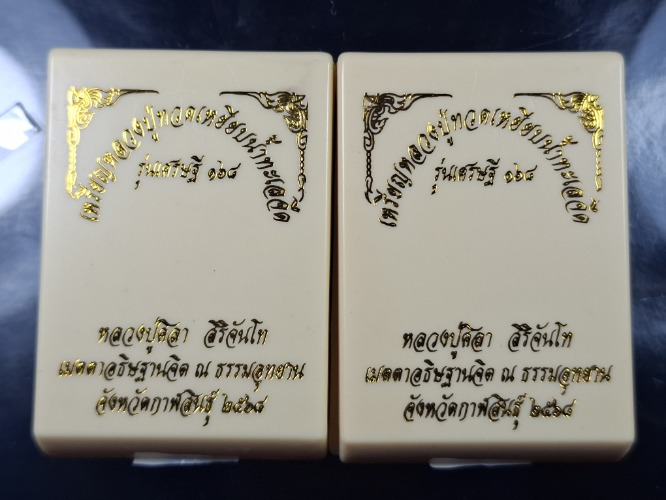 เหรียญหลวงปู่ทวดเหยียบน้ำทะเลจืด
รุ่นเศรษฐี ๑๖๘
หลวงปู่ศิลา สิริจันโท
เมตตาอธิษฐานจิต ณ ธรรมอุทยาน
จังหวัดกาฬสินธุ์ ๒๕๖๘
เหรียญหลวงปู่ทวดเหยียบน้ำทะเลจืด
รุ่นเศรษฐี ๑๖๘
หลวงปู่ศิลา สิริจันโท
เมตตาอธิษฐานจิต ณ ธรรมอุทยาน
จังหวัดกาฬสินธุ์ ๒๕๖๘